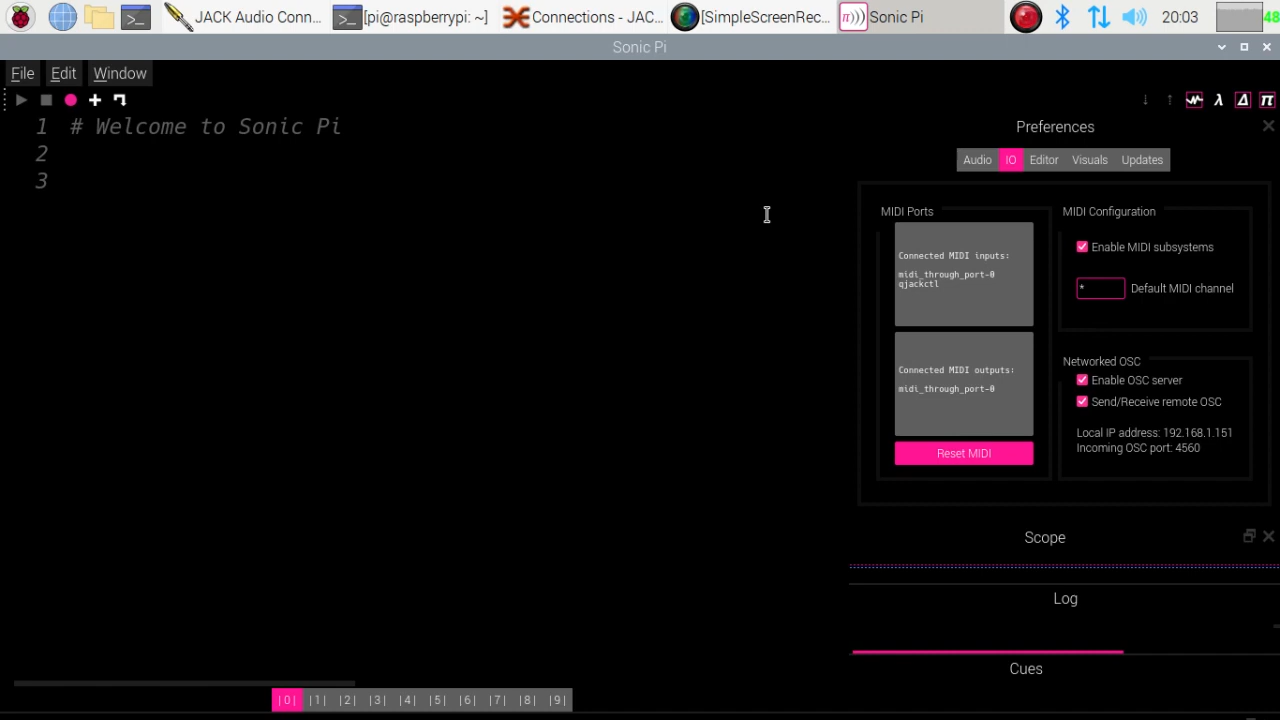 JACK Audio Conn...
[pi@raspberrypi: ~]
Connections - JAC...
[SimpleScreenRec...
π)))
Sonic Pi
20:03
48
Sonic Pi
File Edit Window
λ Δ π
1 # Welcome to Sonic Pi
2
3
Preferences
Audio IO Editor Visuals Updates
MIDI Ports
Connected MIDI inputs:
midi_through_port-0
qjackctl
Connected MIDI outputs:
midi_through_port-0
Reset MIDI
MIDI Configuration
Enable MIDI subsystems
* Default MIDI channel
Networked OSC
Enable OSC server
Send/Receive remote OSC
Local IP address: 192.168.1.151
Incoming OSC port: 4560
Scope
Log
Cues
|0| |1| |2| |3| |4| |5| |6| |7| |8| |9|